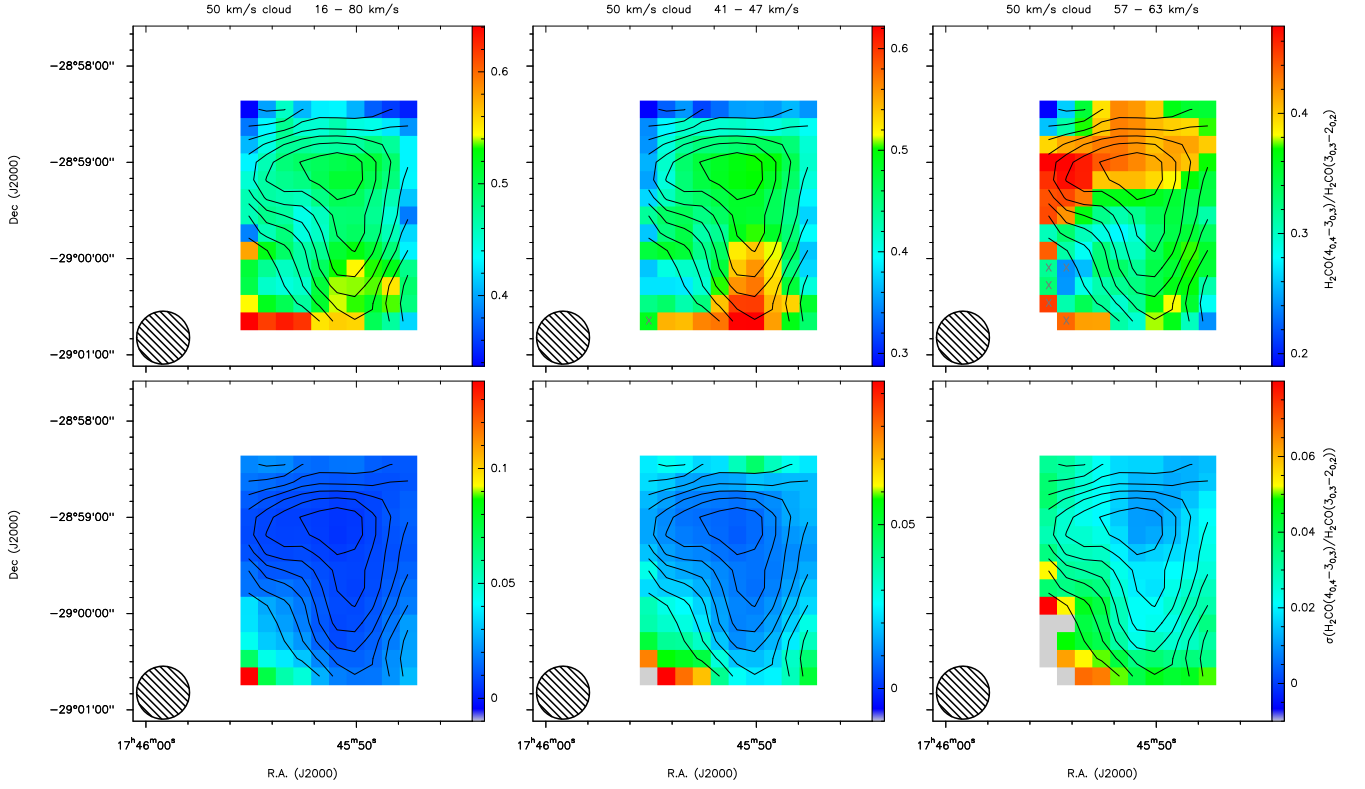 50 km/s cloud 16 – 80 km/s
50 km/s cloud 41 – 47 km/s
50 km/s cloud 57 – 63 km/s
−28°58'00"
−28°59'00"
−29°00'00"
−29°01'00"
Dec (J2000)
0.6
0.5
0.4
0.6
0.5
0.4
0.3
x
0.4
0.3
0.2
x
x
x
x
H₂CO(4₀,₄−3₀,₃)/H₂CO(3₀,₃−2₀,₂)
−28°58'00"
−28°59'00"
−29°00'00"
−29°01'00"
Dec (J2000)
0.1
0.05
0
0.05
0
0.06
0.04
0.02
0
σ(H₂CO(4₀,₄−3₀,₃)/H₂CO(3₀,₃−2₀,₂))
17ʰ46ᵐ00ˢ
45ᵐ50ˢ
17ʰ46ᵐ00ˢ
45ᵐ50ˢ
17ʰ46ᵐ00ˢ
45ᵐ50ˢ
R.A. (J2000)
R.A. (J2000)
R.A. (J2000)